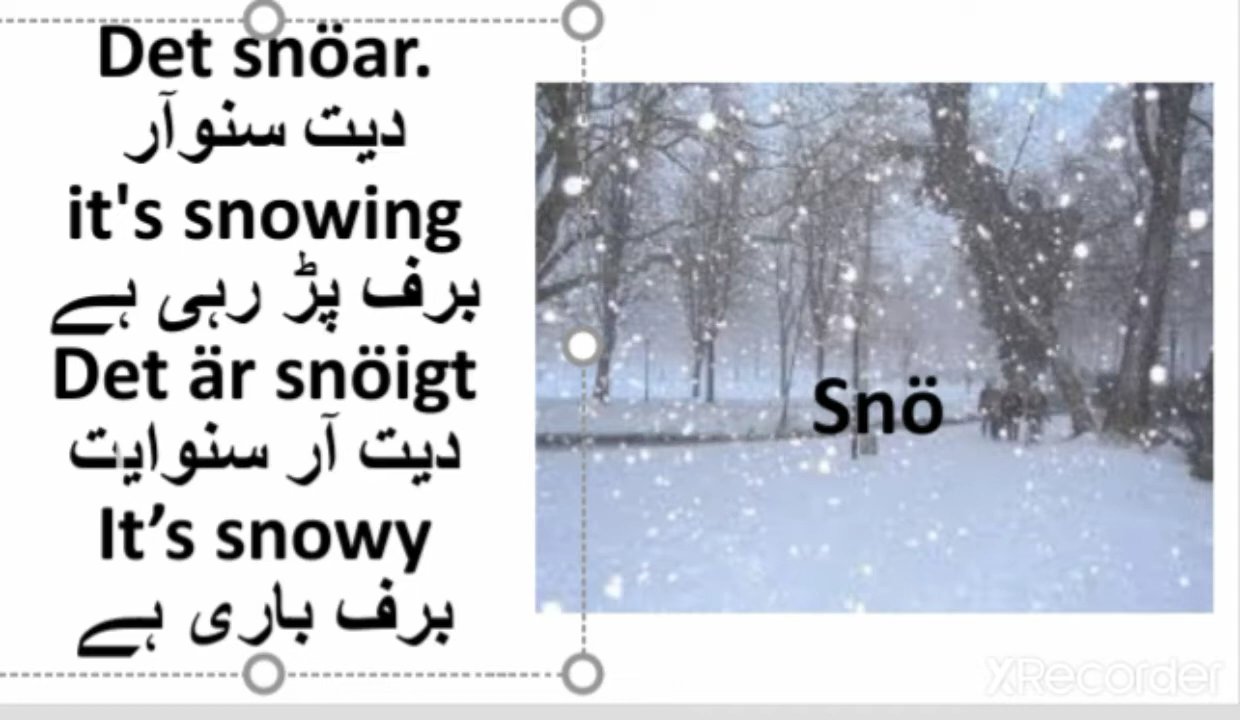 Det snöar.
دیت سنوآر
it's snowing
برف پڑ رہی ہے
Det är snöigt
دیت آر سنوایت
It’s snowy
برف باری ہے
Snö
XRecorder